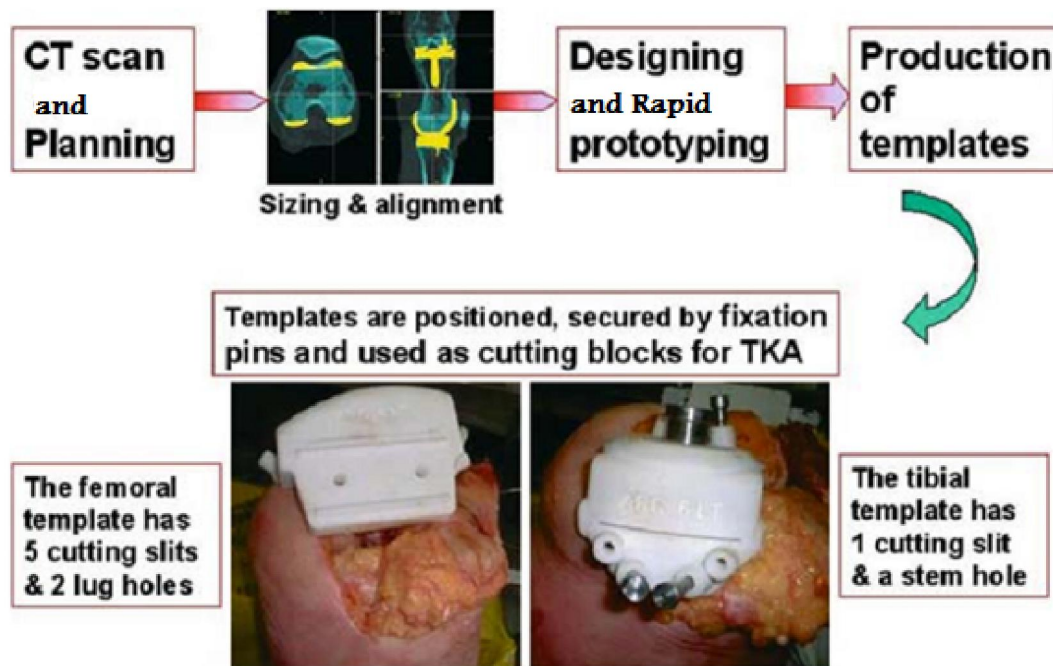 CT scan
and
Planning
Sizing & alignment
Designing
and Rapid
prototyping
Production
of
templates
Templates are positioned, secured by fixation
pins and used as cutting blocks for TKA
The femoral
template has
5 cutting slits
& 2 lug holes
The tibial
template has
1 cutting slit
& a stem hole